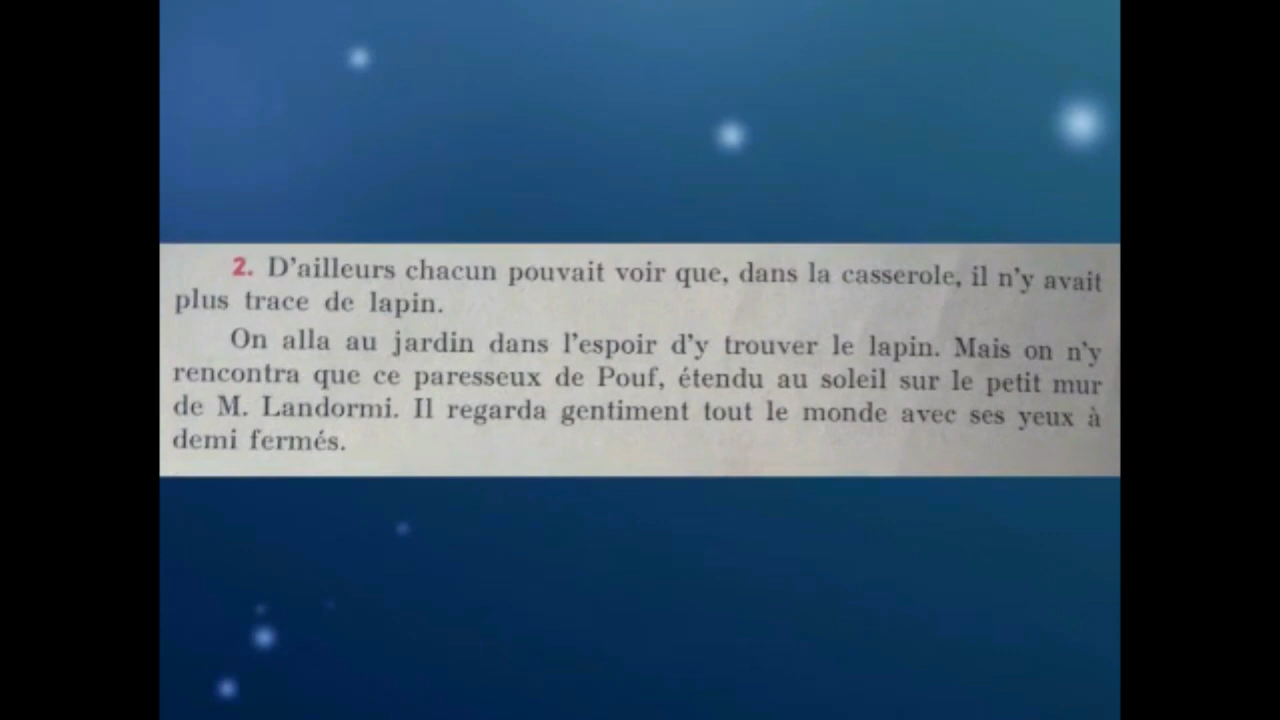 2. D'ailleurs chacun pouvait voir que, dans la casserole, il n'y avait
plus trace de lapin.
On alla au jardin dans l'espoir d'y trouver le lapin. Mais on n'y
rencontra que ce paresseux de Pouf, étendu au soleil sur le petit mur
de M. Landormi. Il regarda gentiment tout le monde avec ses yeux à
demi fermés.